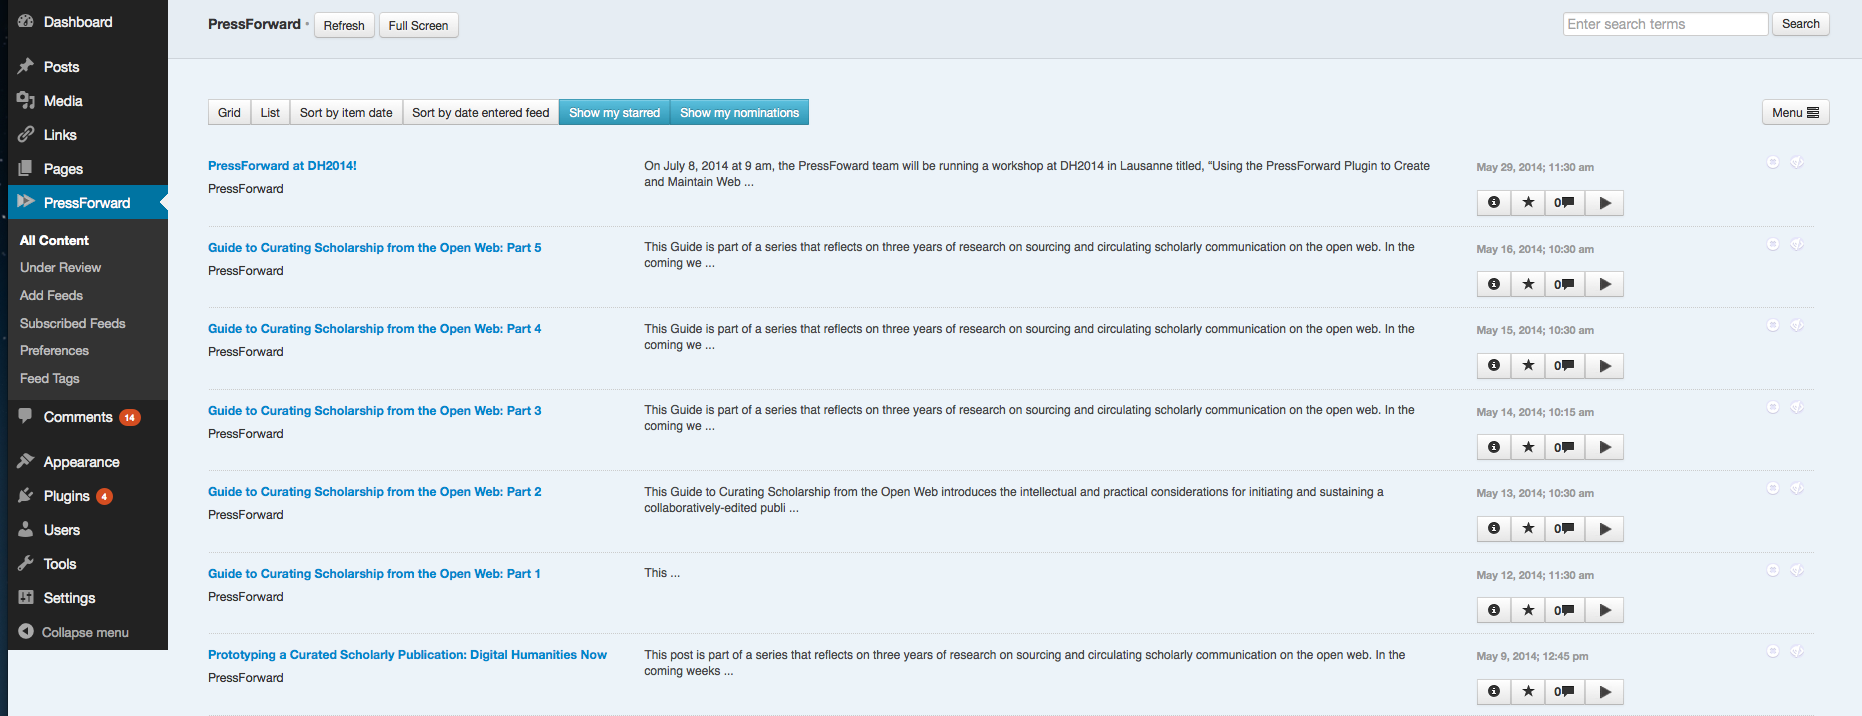 Dashboard
Posts
Media
Links
Pages
PressForward
All Content
Under Review
Add Feeds
Subscribed Feeds
Preferences
Feed Tags
Comments 14
Appearance
Plugins 4
Users
Tools
Settings
Collapse menu
PressForward • Refresh Full Screen
Enter search terms Search
Grid List Sort by item date Sort by date entered feed Show my starred Show my nominations
Menu
PressForward at DH2014!
PressForward
On July 8, 2014 at 9 am, the PressFoward team will be running a workshop at DH2014 in Lausanne titled, “Using the PressForward Plugin to Create
and Maintain Web ...
May 29, 2014; 11:30 am
0
Guide to Curating Scholarship from the Open Web: Part 5
PressForward
This Guide is part of a series that reflects on three years of research on sourcing and circulating scholarly communication on the open web. In the
coming we ...
May 16, 2014; 10:30 am
0
Guide to Curating Scholarship from the Open Web: Part 4
PressForward
This Guide is part of a series that reflects on three years of research on sourcing and circulating scholarly communication on the open web. In the
coming we ...
May 15, 2014; 10:30 am
0
Guide to Curating Scholarship from the Open Web: Part 3
PressForward
This Guide is part of a series that reflects on three years of research on sourcing and circulating scholarly communication on the open web. In the
coming we ...
May 14, 2014; 10:15 am
0
Guide to Curating Scholarship from the Open Web: Part 2
PressForward
This Guide to Curating Scholarship from the Open Web introduces the intellectual and practical considerations for initiating and sustaining a
collaboratively-edited publi ...
May 13, 2014; 10:30 am
0
Guide to Curating Scholarship from the Open Web: Part 1
PressForward
This ...
May 12, 2014; 11:30 am
0
Prototyping a Curated Scholarly Publication: Digital Humanities Now
PressForward
This post is part of a series that reflects on three years of research on sourcing and circulating scholarly communication on the open web. In the
coming weeks ...
May 9, 2014; 12:45 pm
0